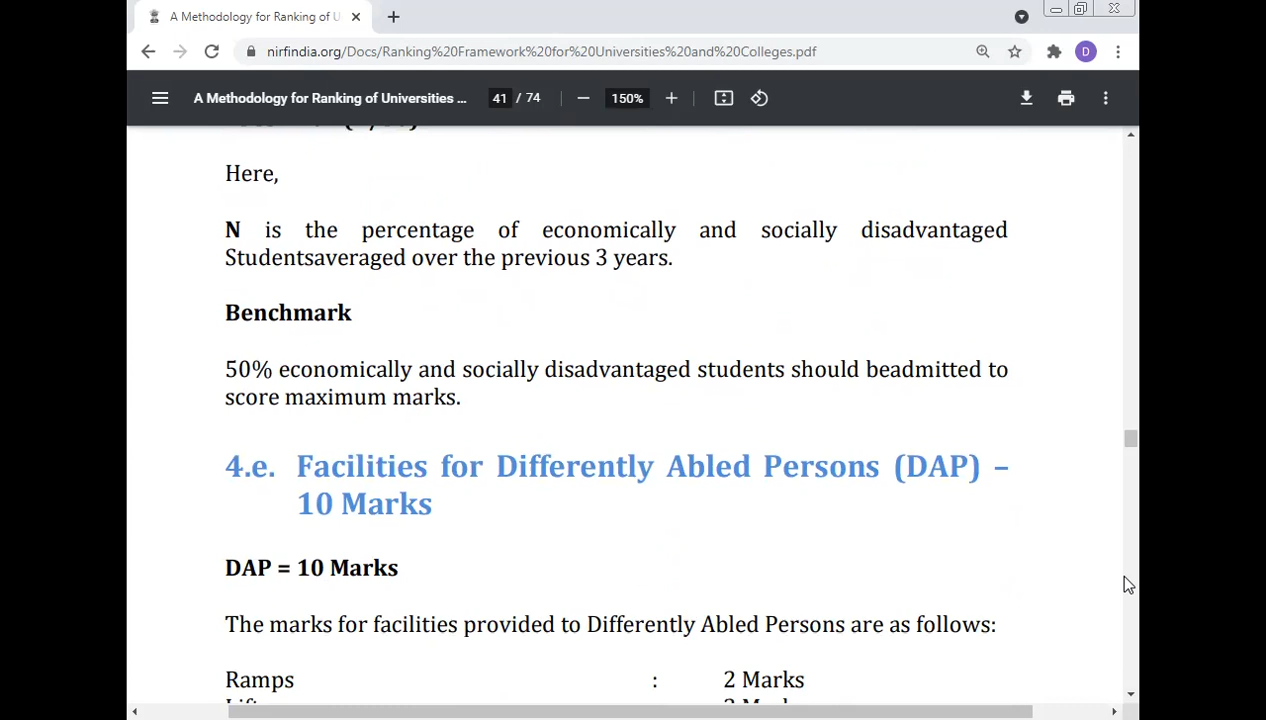 A Methodology for Ranking of U
nirfindia.org/Docs/Ranking%20Framework%20for%20Universities%20and%20Colleges.pdf
D
A Methodology for Ranking of Universities ... 41 / 74 150%
Here,
N is the percentage of economically and socially disadvantaged
Studentsaveraged over the previous 3 years.
Benchmark
50% economically and socially disadvantaged students should beadmitted to
score maximum marks.
4.e. Facilities for Differently Abled Persons (DAP) –
10 Marks
DAP = 10 Marks
The marks for facilities provided to Differently Abled Persons are as follows:
Ramps : 2 Marks